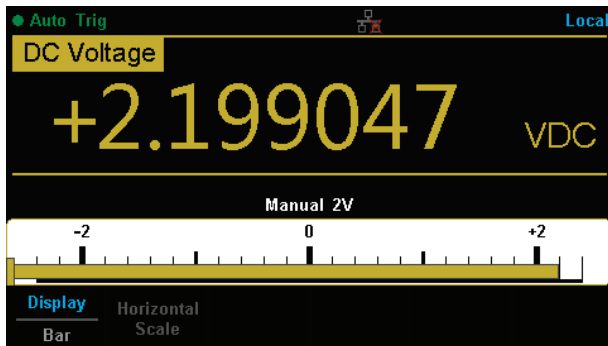 Auto Trig
Local
DC Voltage
+2.199047 VDC
Manual 2V
-2 0 +2
Display
Bar
Horizontal
Scale